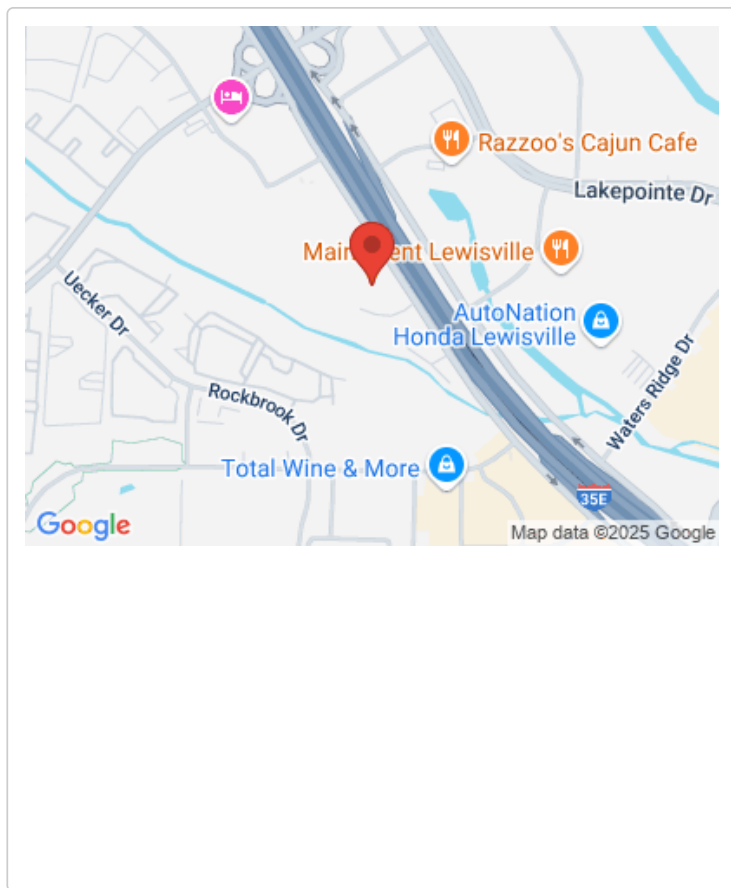 Razzoo's Cajun Cafe
Lakepointe Dr
Lewisville
AutoNation
Honda Lewisville
Uecker Dr
Waters Ridge Dr
Rockbrook Dr
Total Wine & More
35E
Google
Map data ©2025 Google